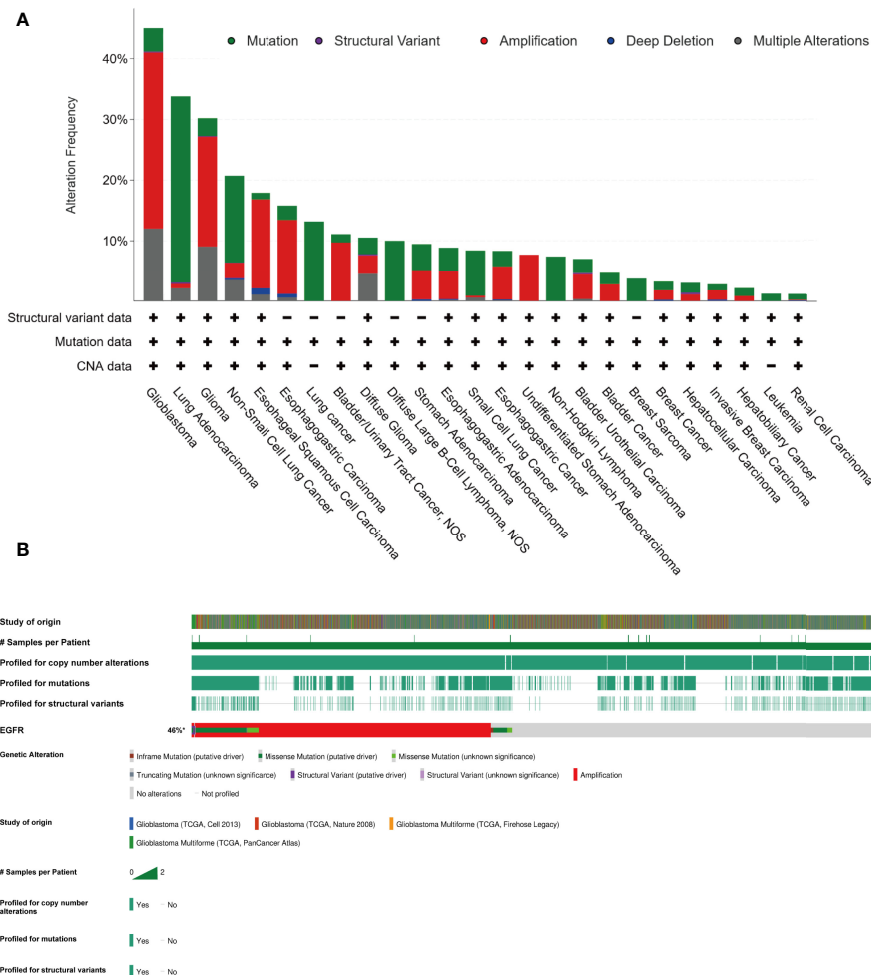 A
Mutation Structural Variant Amplification Deep Deletion Multiple Alterations
Alteration Frequency
40%
30%
20%
10%
Structural variant data + + + + + - - - + - - + + + + + + + - + + + + + +
Mutation data + + + + + + + + + + + + + + + + + + + + + + + + +
CNA data + + + + + + - + + + + + + + + + + + + + + + + - +
Glioblastoma
Lung Adenocarcinoma
Glioma
Non-Small Cell Lung Cancer
Esophageal Squamous Cell Carcinoma
Esophagogastric Carcinoma
Lung cancer
Bladder/Urinary Tract Cancer, NOS
Diffuse Glioma
Diffuse Large B-Cell Lymphoma, NOS
Stomach Adenocarcinoma
Esophagogastric Adenocarcinoma
Small Cell Lung Cancer
Esophagogastric Cancer
Undifferentiated Stomach Adenocarcinoma
Non-Hodgkin Lymphoma
Bladder Urothelial Carcinoma
Bladder Cancer
Breast Sarcoma
Breast Cancer
Hepatocellular Carcinoma
Invasive Breast Carcinoma
Hepatobiliary Cancer
Leukemia
Renal Cell Carcinoma
B
Study of origin
# Samples per Patient
Profiled for copy number alterations
Profiled for mutations
Profiled for structural variants
EGFR 46%*
Genetic Alteration Inframe Mutation (putative driver) Missense Mutation (putative driver) Missense Mutation (unknown significance)
Truncating Mutation (unknown significance) Structural Variant (putative driver) Structural Variant (unknown significance) Amplification
No alterations - Not profiled
Study of origin Glioblastoma (TCGA, Cell 2013) Glioblastoma (TCGA, Nature 2008) Glioblastoma Multiforme (TCGA, Firehose Legacy)
Glioblastoma Multiforme (TCGA, PanCancer Atlas)
# Samples per Patient 0 2
Profiled for copy number
alterations Yes - No
Profiled for mutations Yes - No
Profiled for structural variants Yes - No